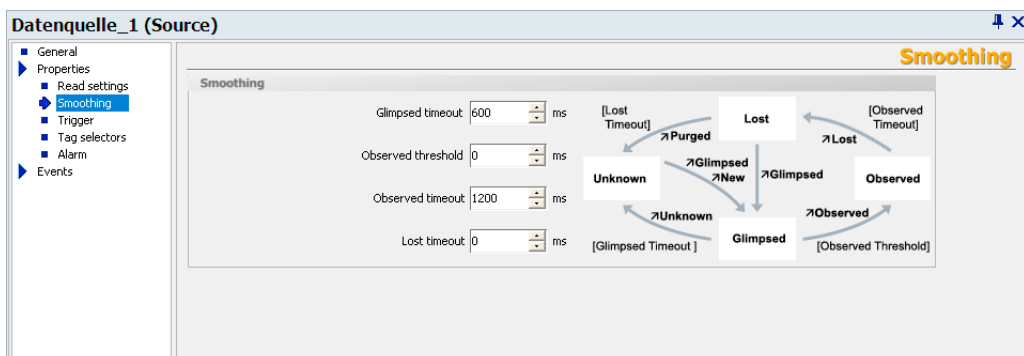 Datenquelle_1 (Source)
General
Properties
Read settings
Smoothing
Trigger
Tag selectors
Alarm
Events
Smoothing
Smoothing
Glimpsed timeout 600 ms
Observed threshold 0 ms
Observed timeout 1200 ms
Lost timeout 0 ms
[Lost
Timeout]
Lost
[Observed
Timeout]
Purged
Lost
Glimpsed
New
Glimpsed
Unknown
Observed
Unknown
Observed
Glimpsed
[Glimpsed Timeout ]
[Observed Threshold]